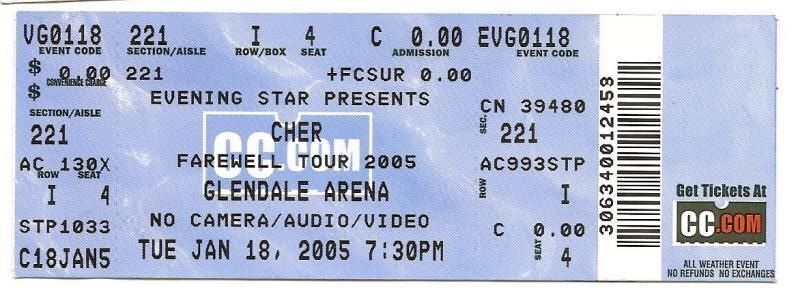 VG0118 221 I 4 C 0.00 EVG0118
EVENT CODE SECTION/AISLE ROW/BOX SEAT ADMISSION EVENT CODE
$ 0.00 221 +FCSUR 0.00
CONVENIENCE CHARGE
$
EVENING STAR PRESENTS
CN 39480
SECTION/AISLE
SEC.
221
CHER
221
CC.COM
AC 130X
FAREWELL TOUR 2005
AC993STP
ROW SEAT
I 4
GLENDALE ARENA
ROW
I
STP1033
NO CAMERA/AUDIO/VIDEO
C 0.00
C18JAN5
TUE JAN 18, 2005 7:30PM
SEAT
4
306340012453
Get Tickets At
CC.COM
ALL WEATHER EVENT
NO REFUNDS NO EXCHANGES